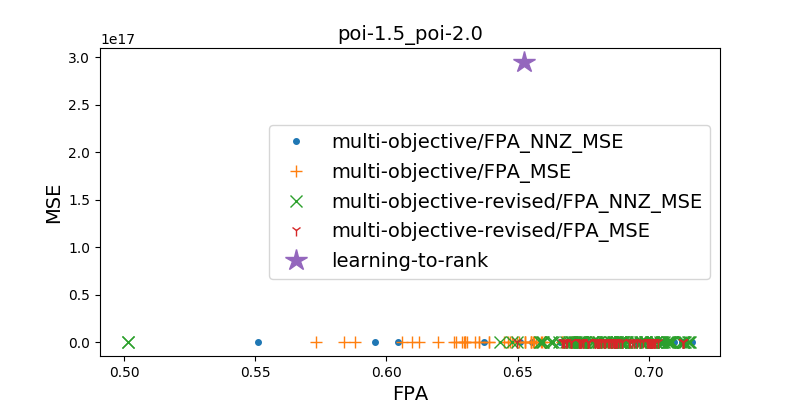 poi-1.5_poi-2.0
1e17
3.0
2.5
2.0
1.5
1.0
0.5
0.0
MSE
multi-objective/FPA_NNZ_MSE
multi-objective/FPA_MSE
multi-objective-revised/FPA_NNZ_MSE
multi-objective-revised/FPA_MSE
learning-to-rank
0.50 0.55 0.60 0.65 0.70
FPA